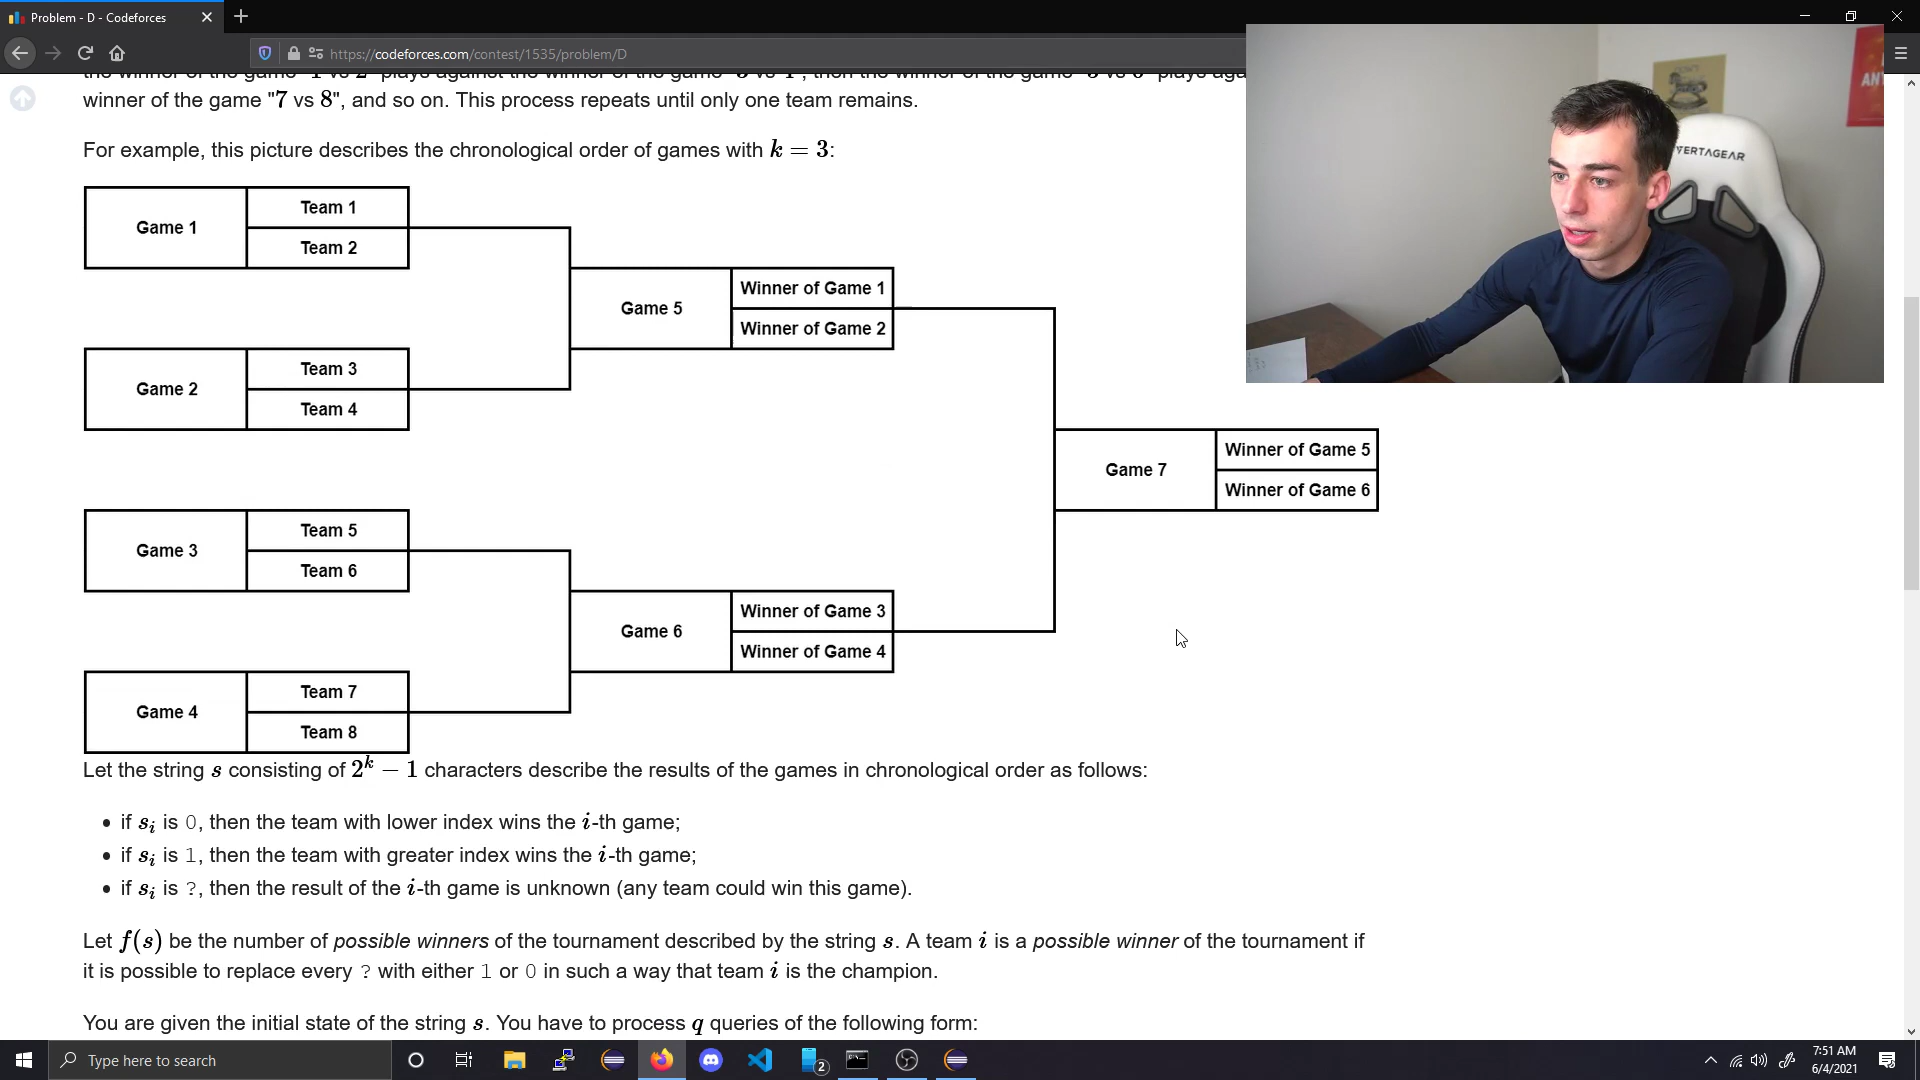 Problem - D - Codeforces
https://codeforces.com/contest/1535/problem/D
winner of the game "7 vs 8", and so on. This process repeats until only one team remains.
For example, this picture describes the chronological order of games with k = 3:
Game 1
Team 1
Team 2
Game 2
Team 3
Team 4
Game 3
Team 5
Team 6
Game 4
Team 7
Team 8
Game 5
Winner of Game 1
Winner of Game 2
Game 6
Winner of Game 3
Winner of Game 4
Game 7
Winner of Game 5
Winner of Game 6
VERTAGEAR
Let the string s consisting of 2^k − 1 characters describe the results of the games in chronological order as follows:
• if s_i is 0, then the team with lower index wins the i-th game;
• if s_i is 1, then the team with greater index wins the i-th game;
• if s_i is ?, then the result of the i-th game is unknown (any team could win this game).
Let f(s) be the number of possible winners of the tournament described by the string s. A team i is a possible winner of the tournament if
it is possible to replace every ? with either 1 or 0 in such a way that team i is the champion.
You are given the initial state of the string s. You have to process q queries of the following form:
Type here to search
2
7:51 AM
6/4/2021